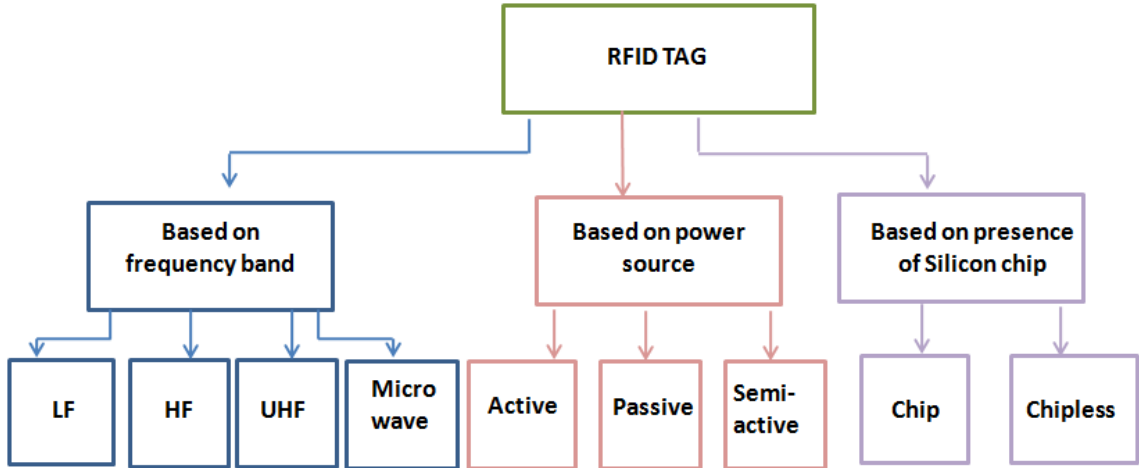 RFID TAG
Based on
frequency band
Based on power
source
Based on presence
of Silicon chip
LF
HF
UHF
Micro
wave
Active
Passive
Semi-
active
Chip
Chipless